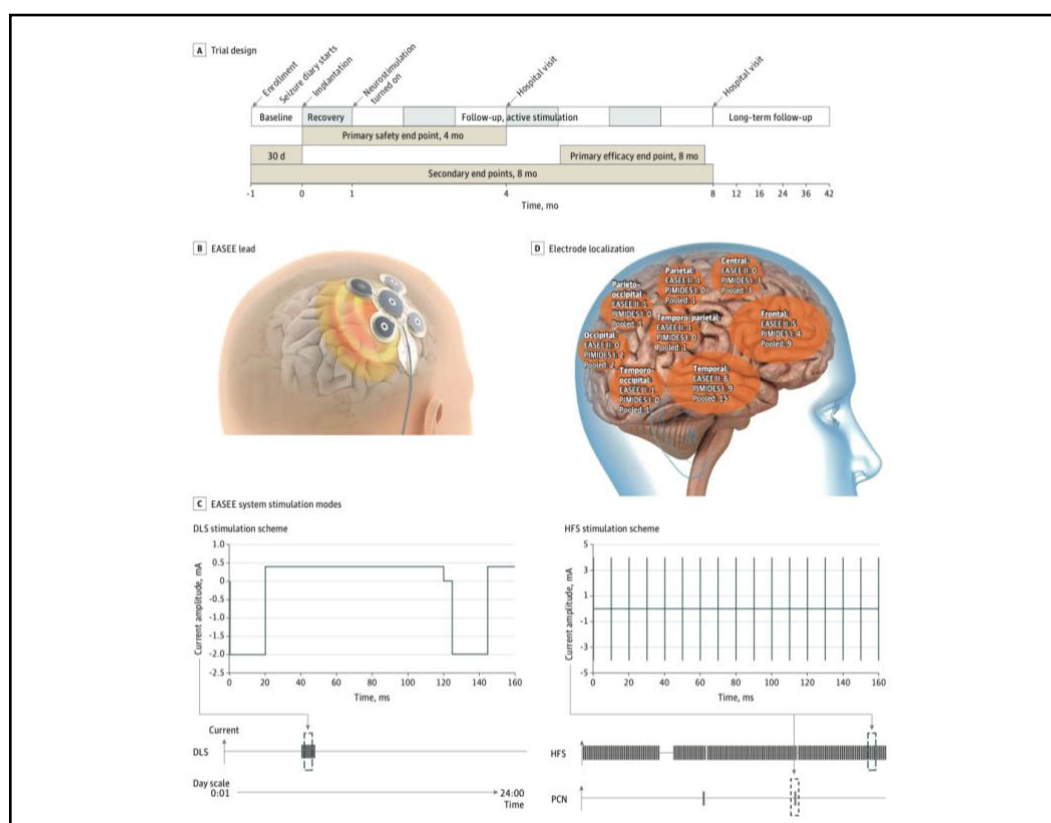 A Trial design
Enrollment
Seizure diary starts
Implantation
Neurostimulation
turned on
Hospital visit
Hospital visit
Baseline
Recovery
Follow-up, active stimulation
Long-term follow-up
Primary safety end point, 4 mo
30 d
Primary efficacy end point, 8 mo
Secondary end points, 8 mo
-1 0 1 4 8 12 16 24 36 42
Time, mo
B EASEE lead
D Electrode localization
Central
EASEE II: 0
PIMIDES I: 1
Pooled: 1
Parietal
EASEE II: 1
PIMIDES I: 0
Pooled: 1
Parieto-
occipital
EASEE II: 1
PIMIDES I: 0
Pooled: 1
Temporo-parietal
EASEE II: 1
PIMIDES I: 0
Pooled: 1
Frontal
EASEE II: 5
PIMIDES I: 4
Pooled: 9
Occipital
EASEE II: 0
PIMIDES I: 2
Pooled: 2
Temporo-
occipital
EASEE II: 1
PIMIDES I: 0
Pooled: 1
Temporal
EASEE II: 6
PIMIDES I: 9
Pooled: 15
C EASEE system stimulation modes
DLS stimulation scheme
Current amplitude, mA
1.0
0.5
0
-0.5
-1.0
-1.5
-2.0
-2.5
0 20 40 60 80 100 120 140 160
Time, ms
Current
DLS
Day scale
0:01
24:00
Time
HFS stimulation scheme
Current amplitude, mA
5
3
1
-1
-3
-5
0 20 40 60 80 100 120 140 160
Time, ms
HFS
PCN